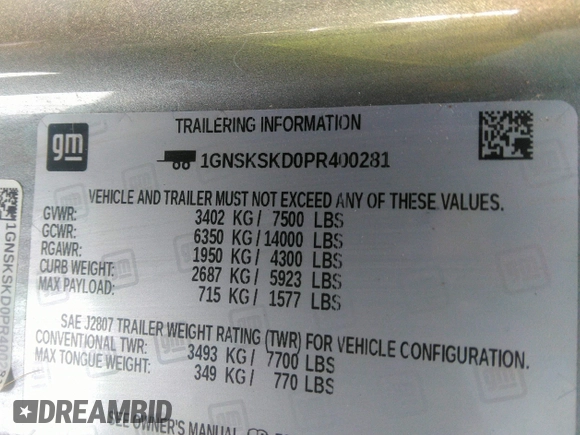 gm
TRAILERING INFORMATION
1GNSKSKD0PR400281
VEHICLE AND TRAILER MUST NOT EXCEED ANY OF THESE VALUES.
GVWR: 3402 KG/ 7500 LBS
GCWR: 6350 KG/14000 LBS
RGAWR: 1950 KG/ 4300 LBS
CURB WEIGHT: 2687 KG/ 5923 LBS
MAX PAYLOAD: 715 KG/ 1577 LBS
SAE J2807 TRAILER WEIGHT RATING (TWR) FOR VEHICLE CONFIGURATION.
CONVENTIONAL TWR: 3493 KG/ 7700 LBS
MAX TONGUE WEIGHT: 349 KG/ 770 LBS
SEE OWNER'S MANUAL
1GNSKSKD0PR40028
DREAMBID